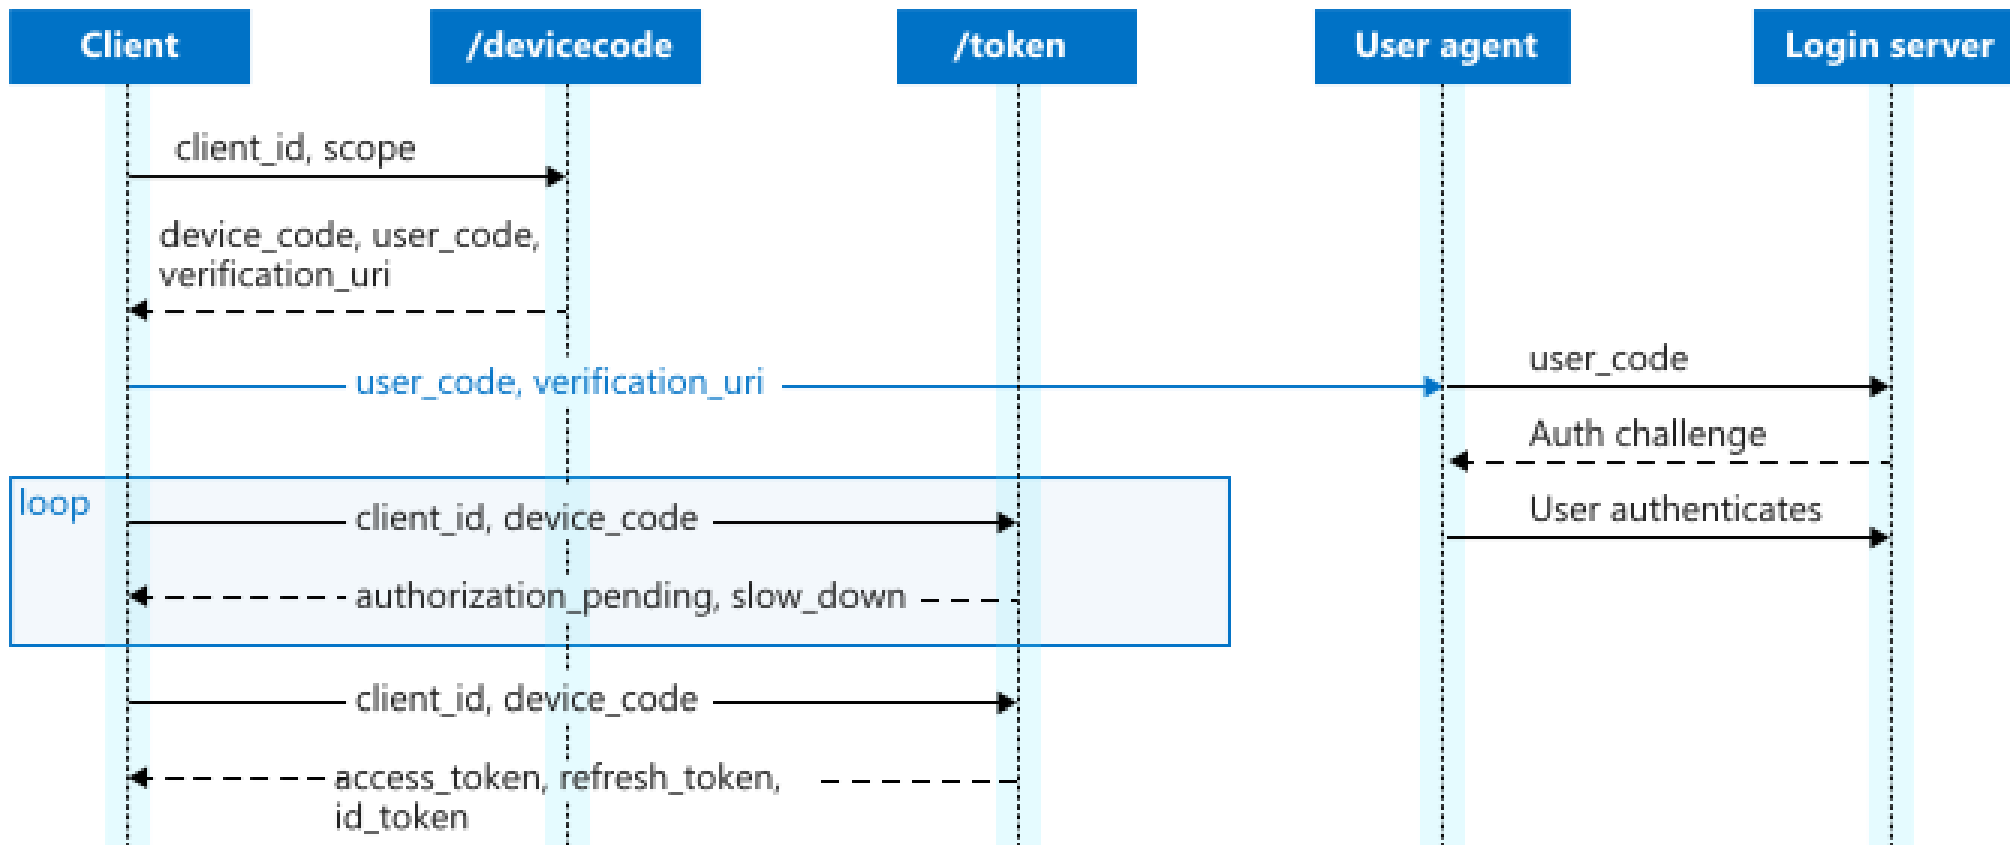 Client
/devicecode
/token
User agent
Login server
client_id, scope
device_code, user_code,
verification_uri
user_code, verification_uri
user_code
Auth challenge
loop
client_id, device_code
User authenticates
authorization_pending, slow_down
client_id, device_code
access_token, refresh_token,
id_token